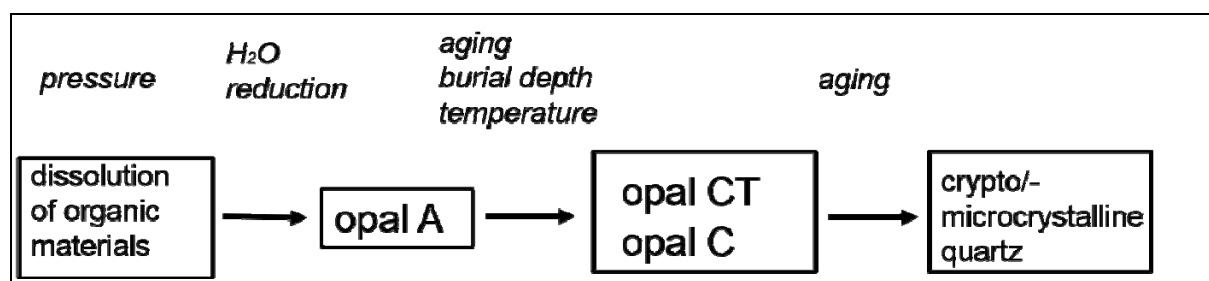 pressure
H₂O
reduction
aging
burial depth
temperature
aging
dissolution
of organic
materials
opal A
opal CT
opal C
crypto/-
microcrystalline
quartz